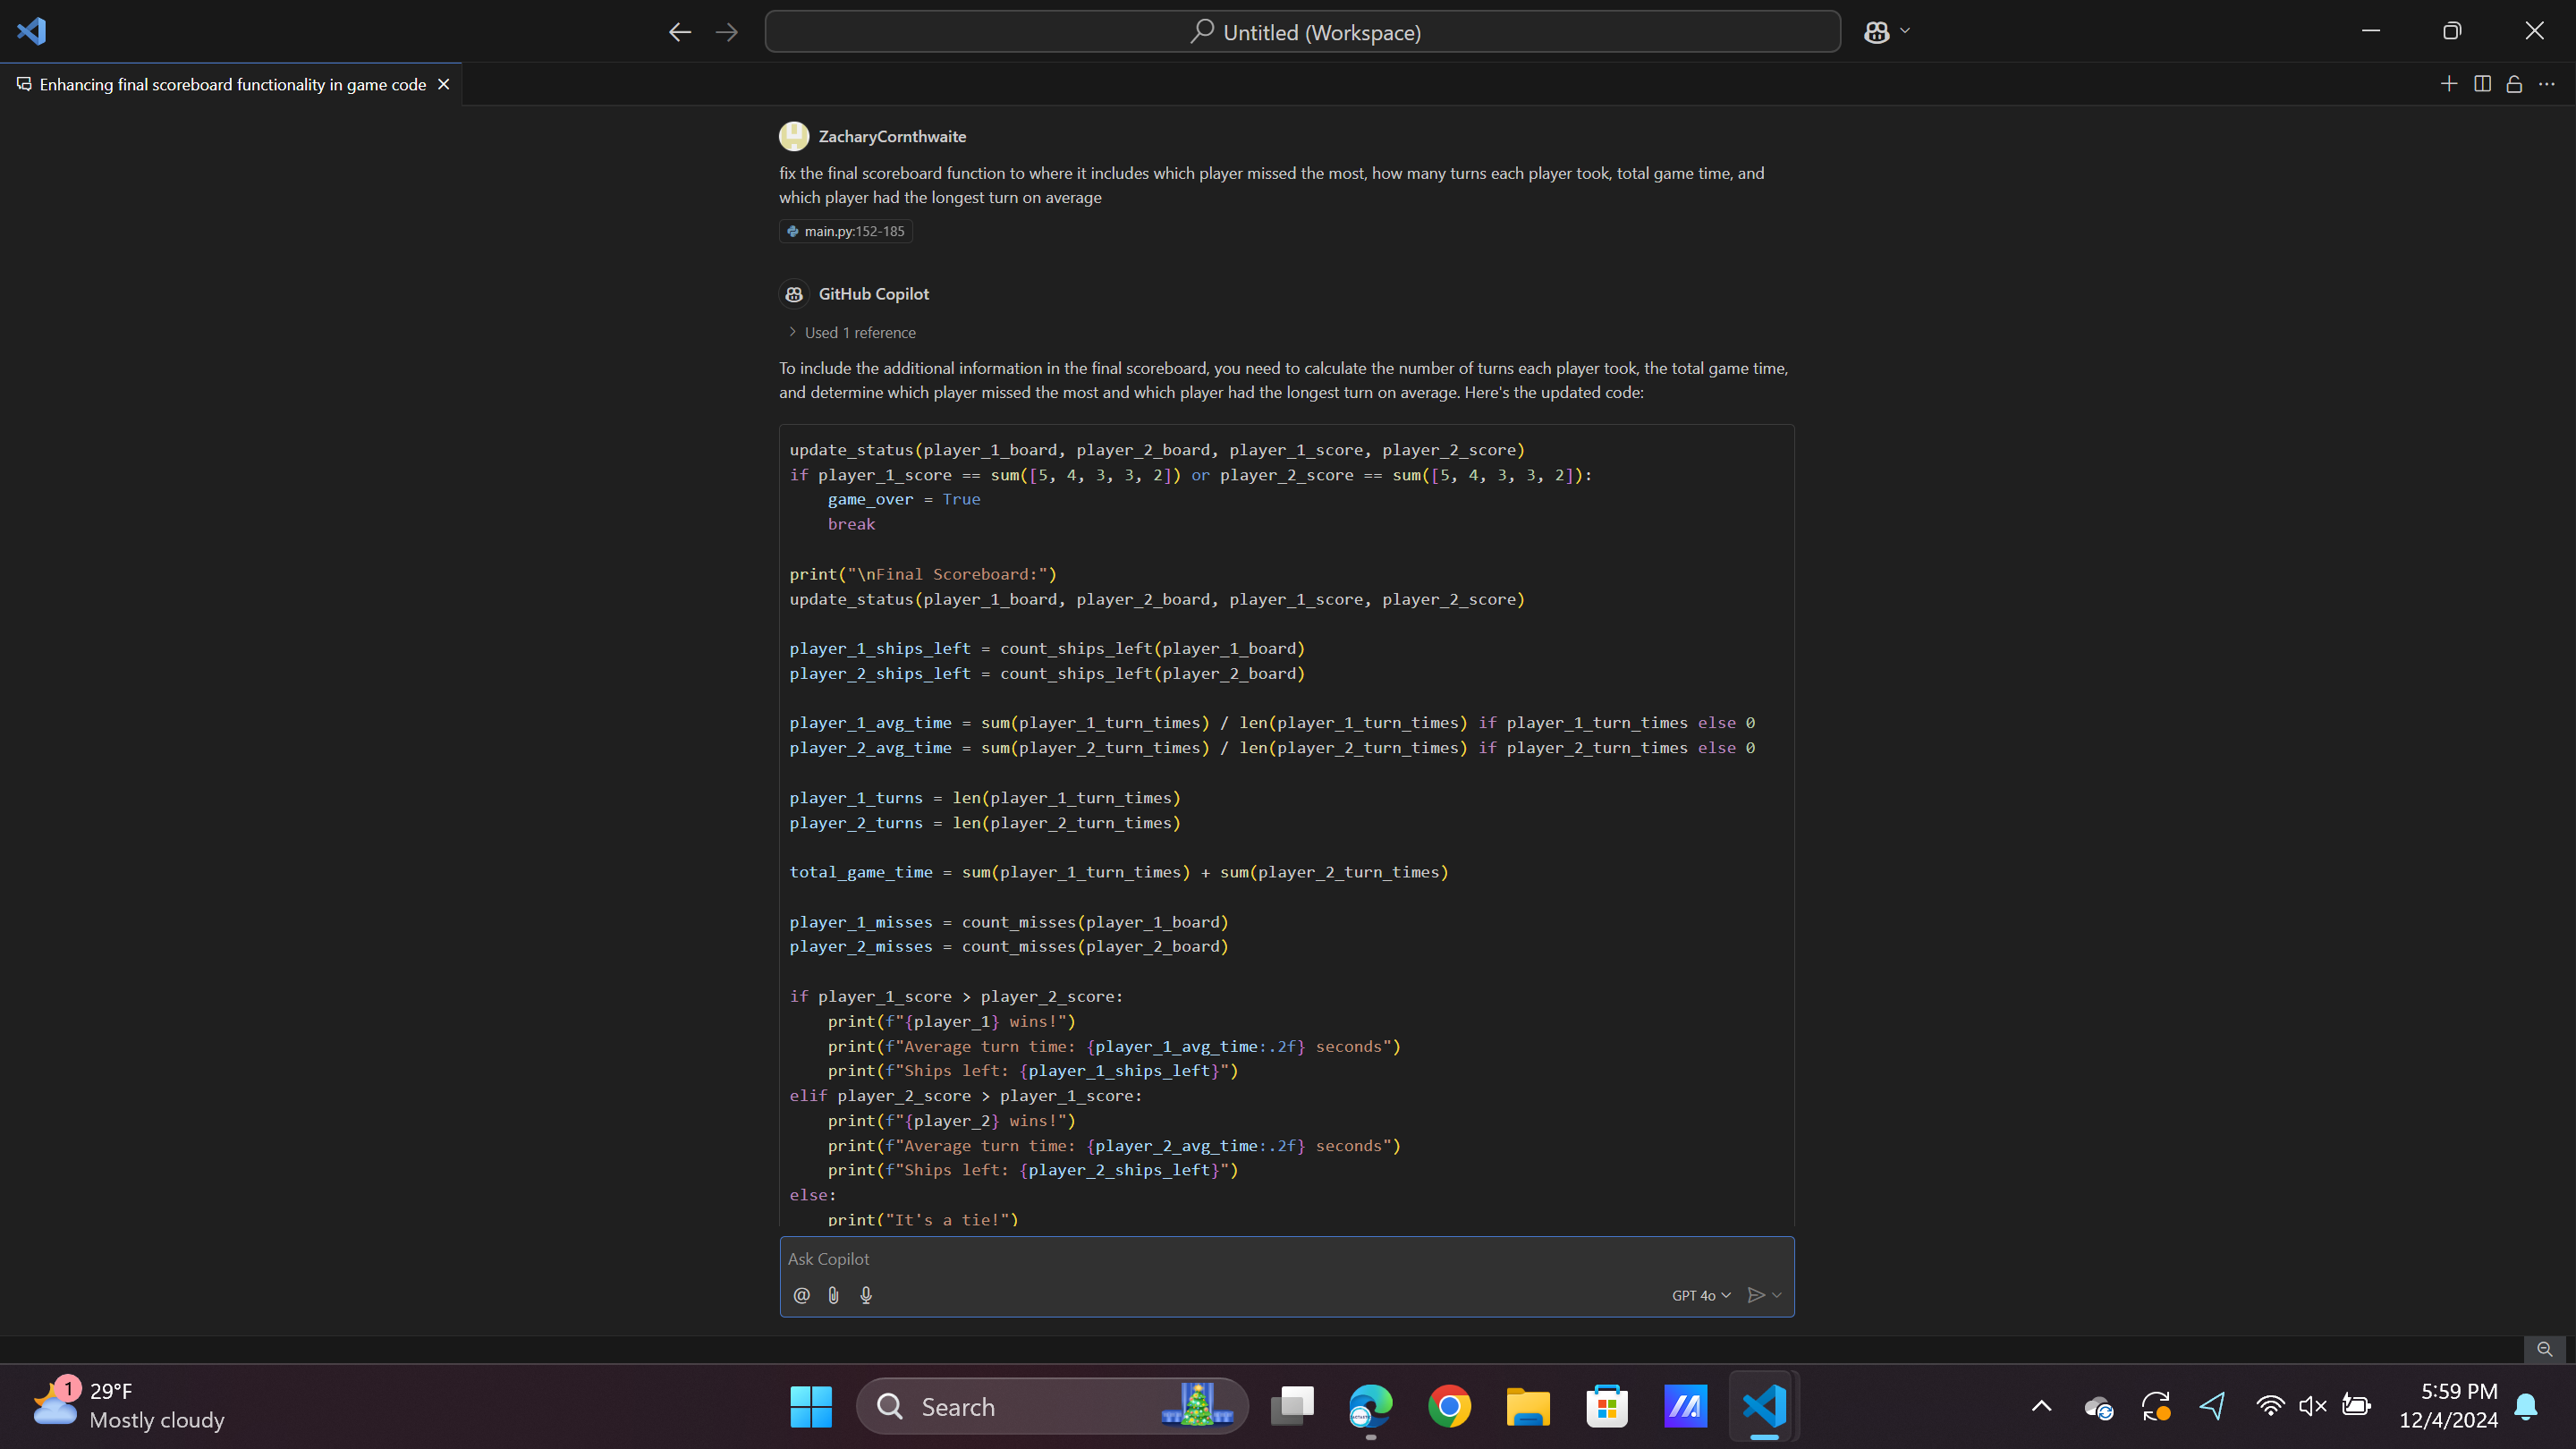 Untitled (Workspace)
Enhancing final scoreboard functionality in game code
ZacharyCornthwaite
fix the final scoreboard function to where it includes which player missed the most, how many turns each player took, total game time, and
which player had the longest turn on average
main.py:152-185
GitHub Copilot
Used 1 reference
To include the additional information in the final scoreboard, you need to calculate the number of turns each player took, the total game time,
and determine which player missed the most and which player had the longest turn on average. Here's the updated code:
update_status(player_1_board, player_2_board, player_1_score, player_2_score)
if player_1_score == sum([5, 4, 3, 3, 2]) or player_2_score == sum([5, 4, 3, 3, 2]):
    game_over = True
    break
print("\nFinal Scoreboard:")
update_status(player_1_board, player_2_board, player_1_score, player_2_score)
player_1_ships_left = count_ships_left(player_1_board)
player_2_ships_left = count_ships_left(player_2_board)
player_1_avg_time = sum(player_1_turn_times) / len(player_1_turn_times) if player_1_turn_times else 0
player_2_avg_time = sum(player_2_turn_times) / len(player_2_turn_times) if player_2_turn_times else 0
player_1_turns = len(player_1_turn_times)
player_2_turns = len(player_2_turn_times)
total_game_time = sum(player_1_turn_times) + sum(player_2_turn_times)
player_1_misses = count_misses(player_1_board)
player_2_misses = count_misses(player_2_board)
if player_1_score > player_2_score:
    print(f"{player_1} wins!")
    print(f"Average turn time: {player_1_avg_time:.2f} seconds")
    print(f"Ships left: {player_1_ships_left}")
elif player_2_score > player_1_score:
    print(f"{player_2} wins!")
    print(f"Average turn time: {player_2_avg_time:.2f} seconds")
    print(f"Ships left: {player_2_ships_left}")
else:
    print("It's a tie!")
Ask Copilot
GPT 4o
1
29°F
Mostly cloudy
Search
5:59 PM
12/4/2024